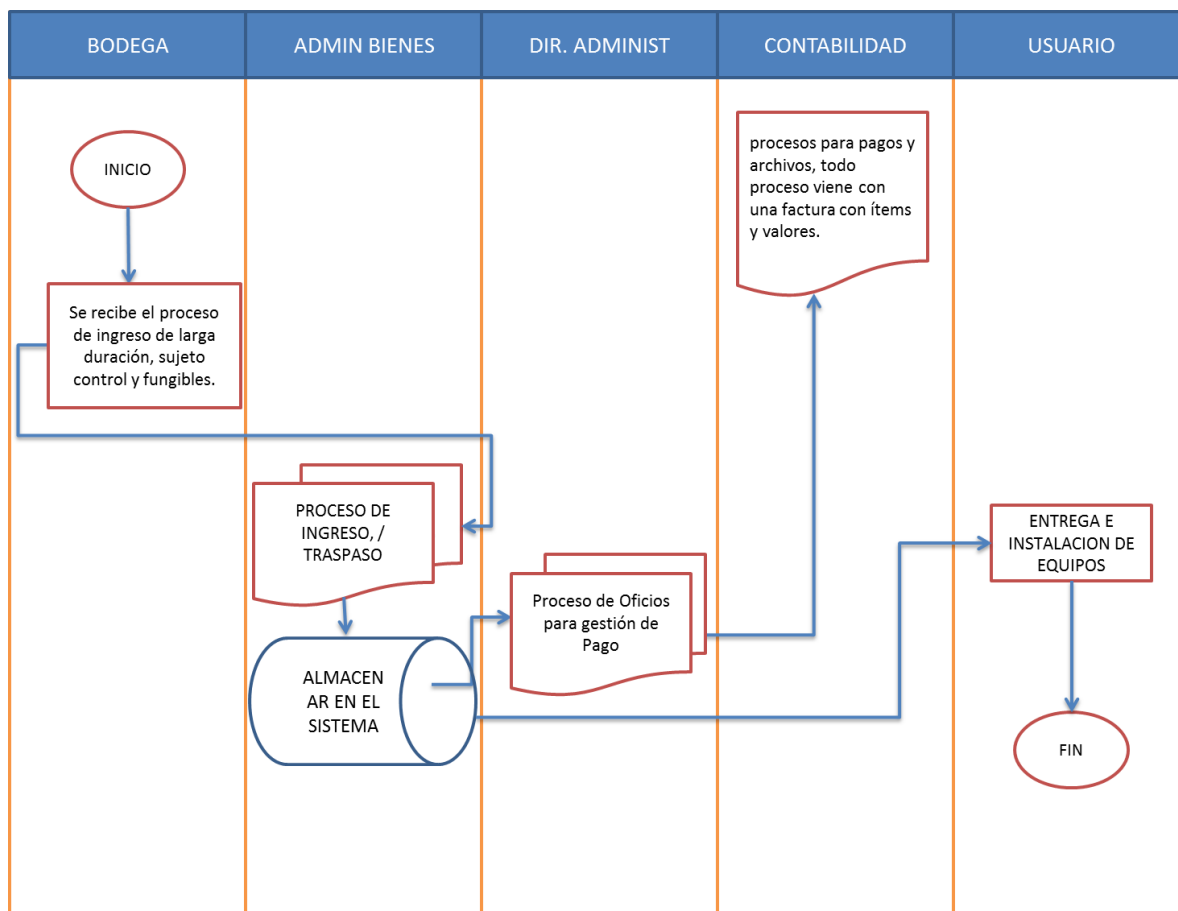 BODEGA
ADMIN BIENES
DIR. ADMINIST
CONTABILIDAD
USUARIO
INICIO
Se recibe el proceso
de ingreso de larga
duración, sujeto
control y fungibles.
PROCESO DE
INGRESO, /
TRASPASO
ALMACEN
AR EN EL
SISTEMA
Proceso de Oficios
para gestión de
Pago
procesos para pagos y
archivos, todo
proceso viene con
una factura con ítems
y valores.
ENTREGA E
INSTALACION DE
EQUIPOS
FIN